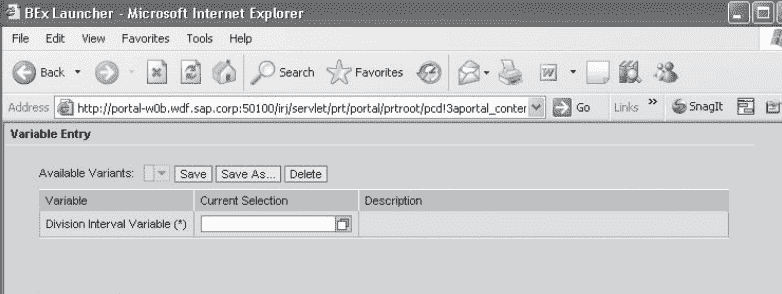 BEx Launcher - Microsoft Internet Explorer
File Edit View Favorites Tools Help
Back Search Favorites W
Address http://portal-w0b.wdf.sap.corp:50100/irj/servlet/prt/portal/prtroot/pcd!3aportal_conter Go Links » SnagIt
Variable Entry
Available Variants: Save Save As... Delete
Variable Current Selection Description
Division Interval Variable (*)